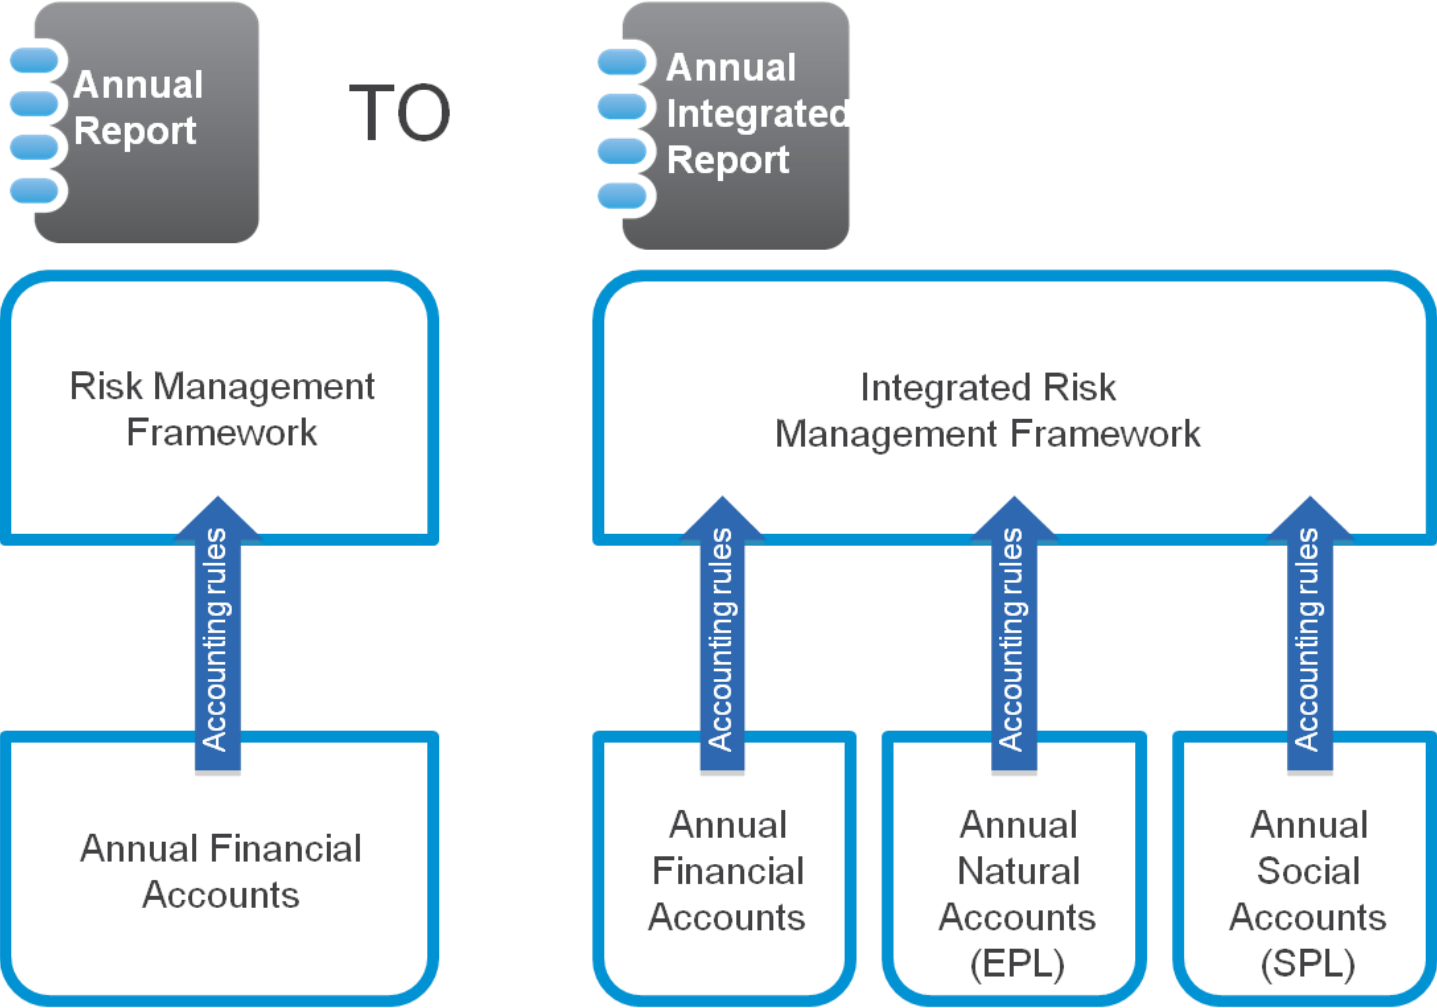 Annual
Report
TO
Annual
Integrated
Report
Risk Management
Framework
Accounting rules
Annual Financial
Accounts
Integrated Risk
Management Framework
Accounting rules
Accounting rules
Accounting rules
Annual
Financial
Accounts
Annual
Natural
Accounts
(EPL)
Annual
Social
Accounts
(SPL)